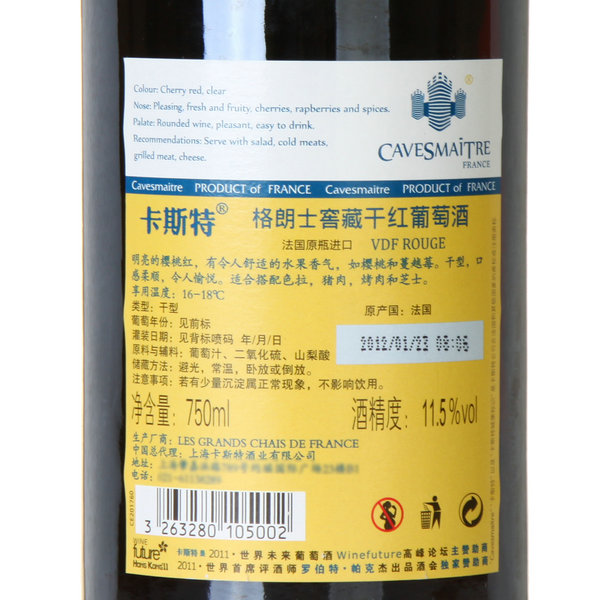 Colour: Cherry red, clear
Nose: Pleasing, fresh and fruity, cherries, rapberries and spices.
Palate: Rounded wine, pleasant, easy to drink.
Recommendations: Serve with salad, cold meats,
grilled meat, cheese.
®
CAVESMAÎTRE
FRANCE
Cavesmaitre PRODUCT of FRANCE Cavesmaitre PRODUCT of FRANCE
卡斯特® 格朗士窖藏干红葡萄酒
法国原瓶进口 VDF ROUGE
明亮的樱桃红，有令人舒适的水果香气，如樱桃和蔓越莓。干型，口
感柔顺，令人愉悦。适合搭配色拉，猪肉，烤肉和芝士。
享用温度：16-18℃
类型：干型
原产国：法国
葡萄年份：见前标
灌装日期：见背标喷码 年/月/日
2012/01/23 09:06
原料与辅料：葡萄汁、二氧化硫、山梨酸
储藏方法：避光，常温，卧放或倒放。
注意事项：若有少量沉淀属正常现象，不影响饮用。
净含量：750ml 酒精度：11.5%vol
生产厂商：LES GRANDS CHAIS DE FRANCE
中国总代理：上海卡斯特酒业有限公司
地址：
电话：
CE201760
3 263280 105002
WINE
future
Hong Kong'11
卡斯特 2011·世界未来葡萄酒 Winefuture高峰论坛主赞助商
2011·世界首席评酒师罗伯特·帕克杰出品酒会独家赞助商